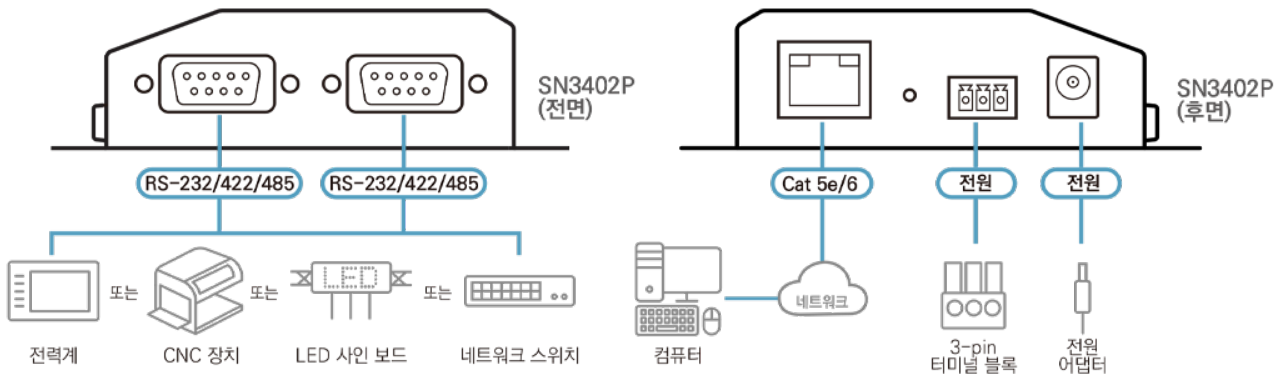 SN3402P
(전면)
SN3402P
(후면)
RS-232/422/485
RS-232/422/485
Cat 5e/6
전원
전원
또는
또는
LED
또는
네트워크
전력계
CNC 장치
LED 사인 보드
네트워크 스위치
컴퓨터
3-pin
터미널 블록
전원
어댑터